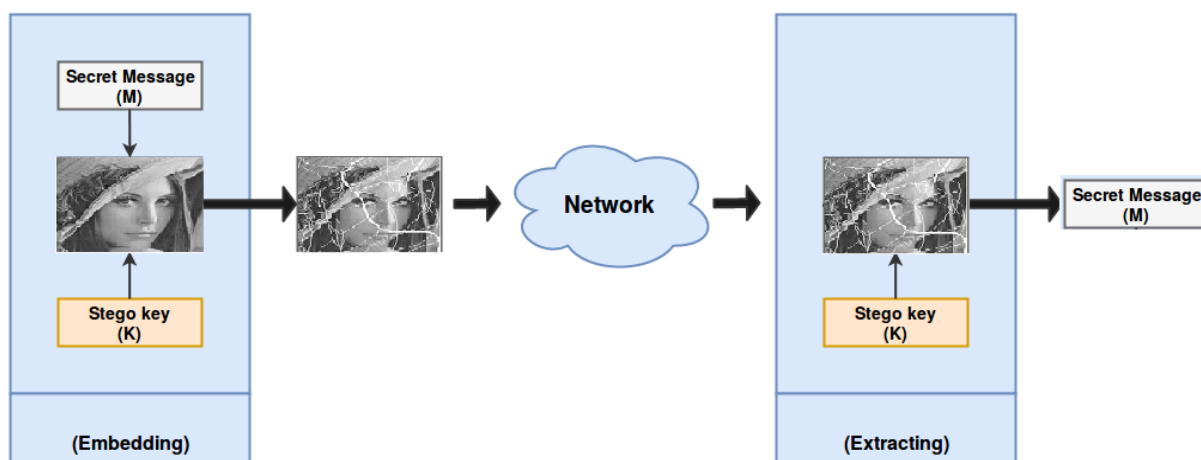 Secret Message
(M)
Stego key
(K)
(Embedding)
Network
Stego key
(K)
(Extracting)
Secret Message
(M)